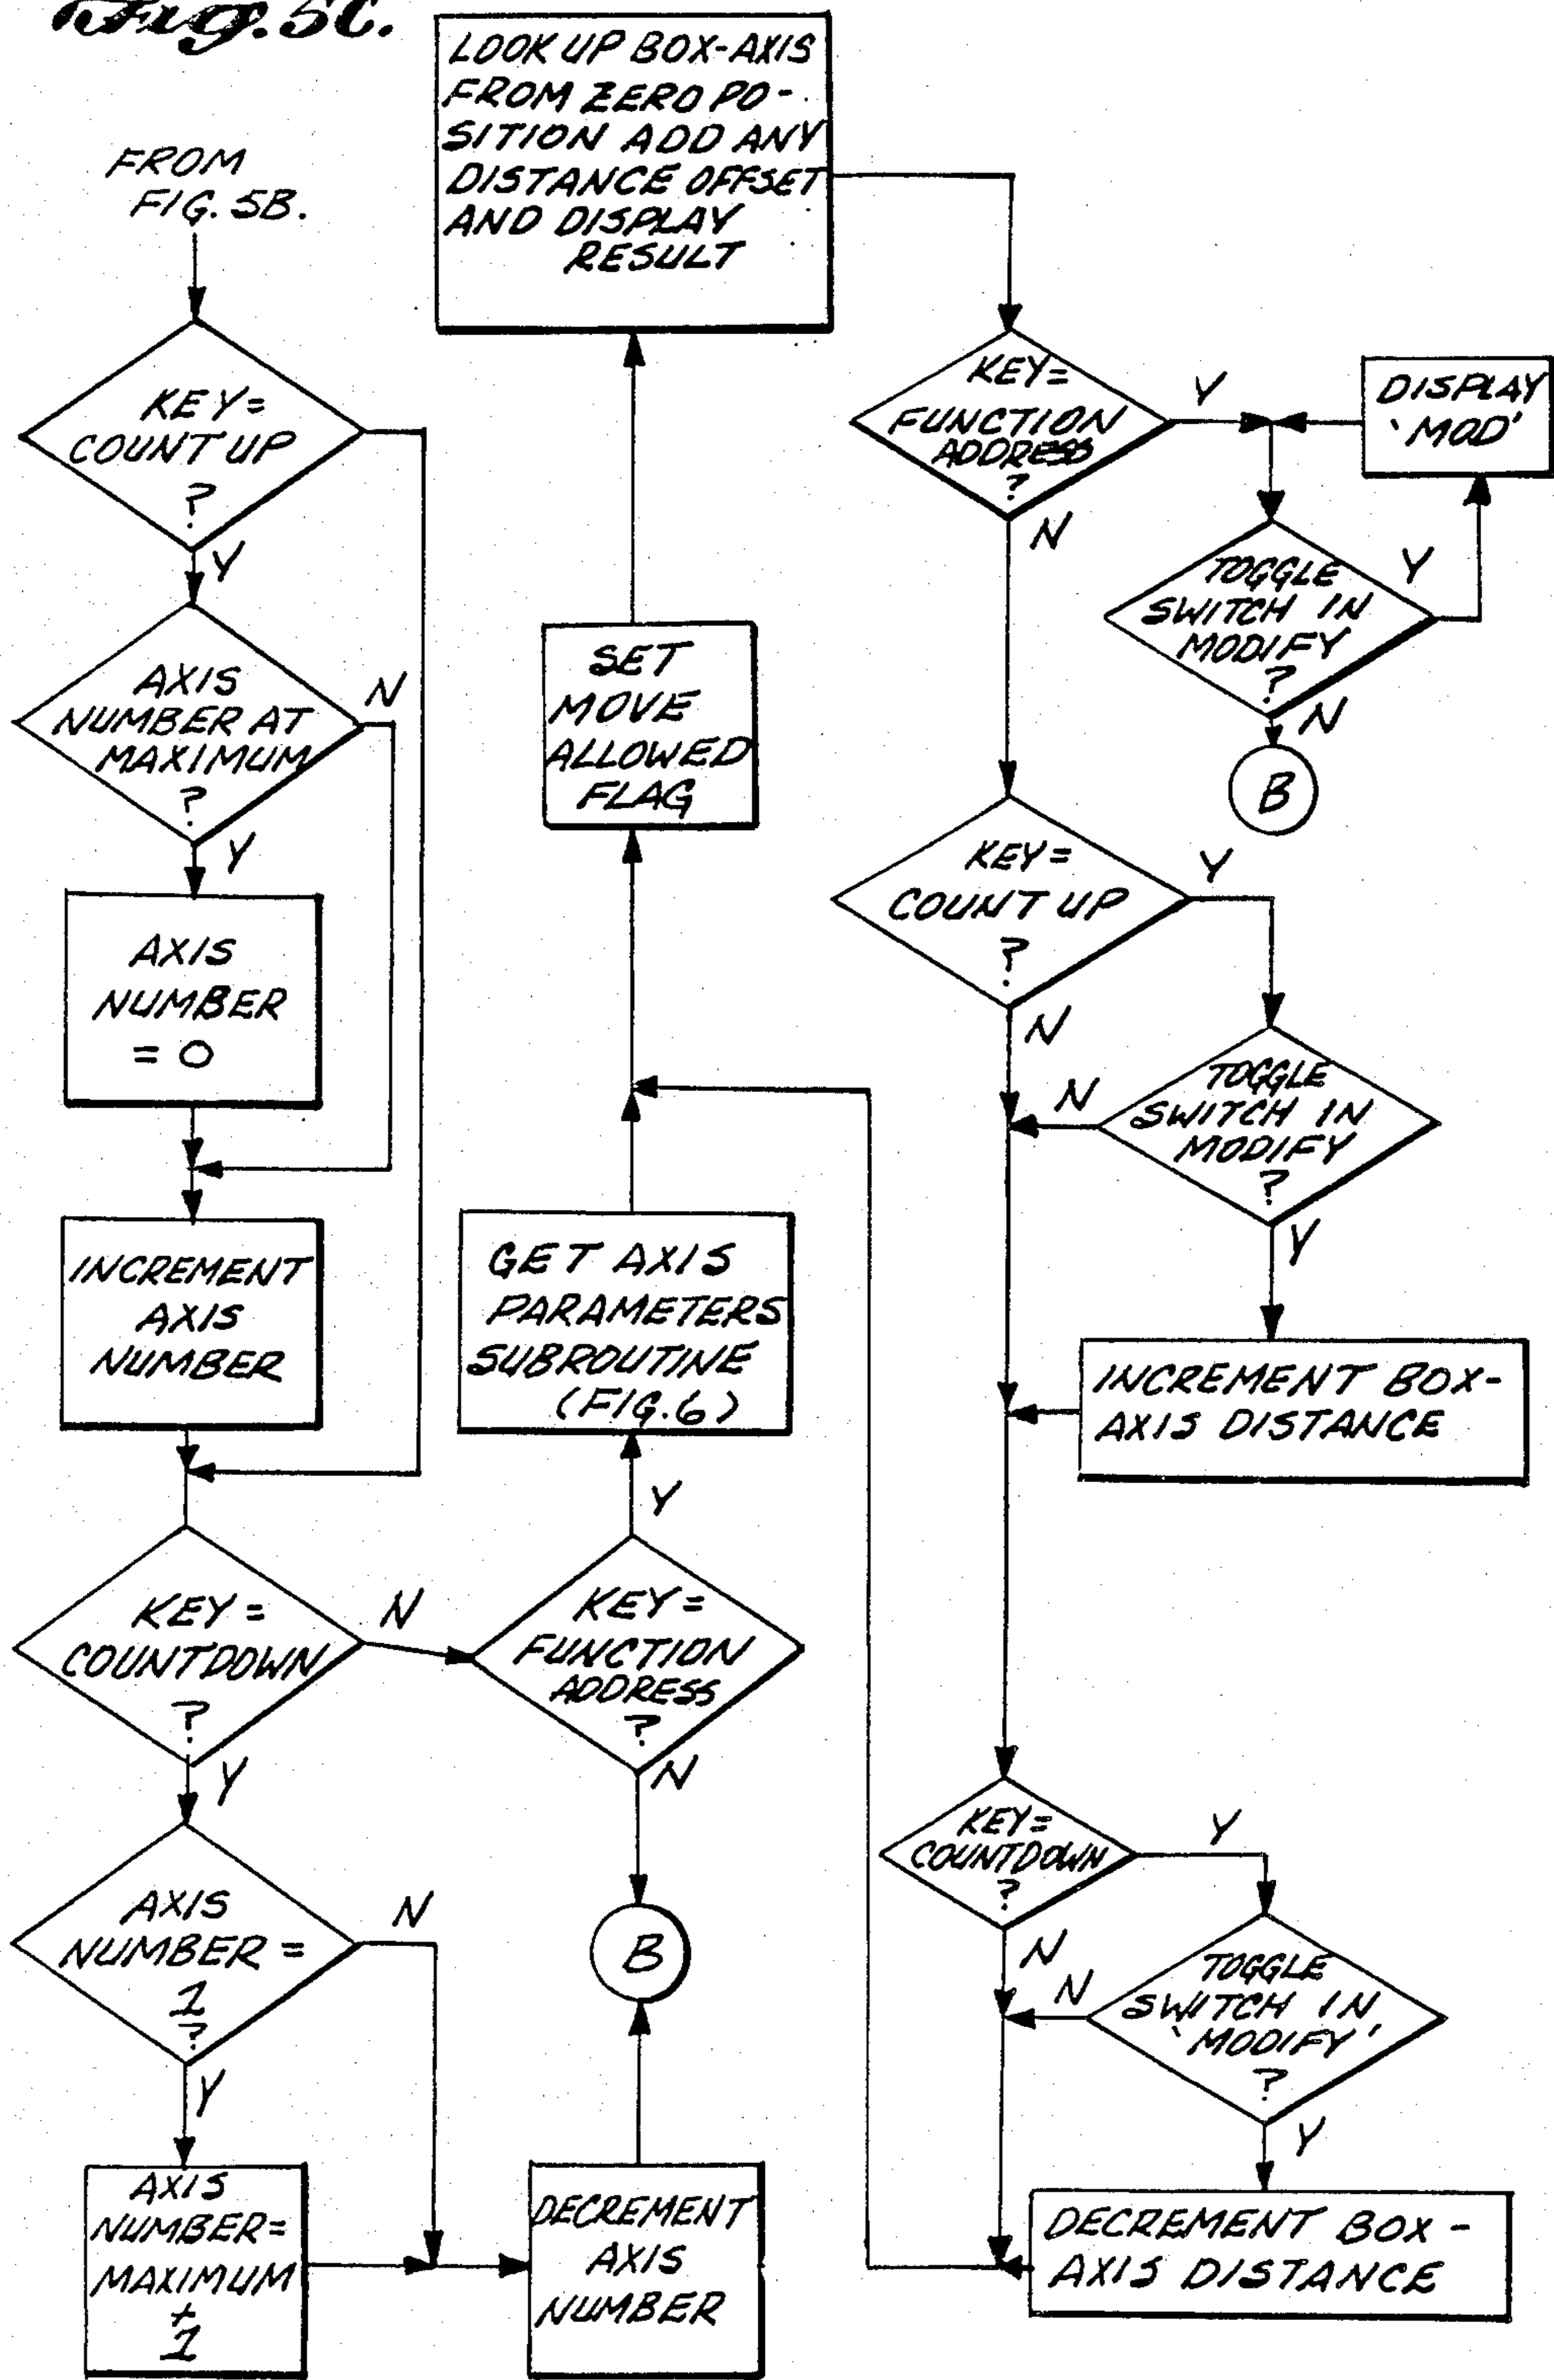 Fig. 5C.
FROM
FIG. 5B.
KEY =
COUNT UP
?
Y
AXIS
NUMBER AT
MAXIMUM
?
N
Y
AXIS
NUMBER
= 0
INCREMENT
AXIS
NUMBER
KEY =
COUNTDOWN
?
N
Y
AXIS
NUMBER =
1
?
N
Y
AXIS
NUMBER =
MAXIMUM
+
1
DECREMENT
AXIS
NUMBER
B
KEY =
FUNCTION
ADDRESS
?
N
Y
GET AXIS
PARAMETERS
SUBROUTINE
(FIG. 6)
SET
MOVE
ALLOWED
FLAG
LOOK UP BOX-AXIS
FROM ZERO PO-
SITION ADD ANY
DISTANCE OFFSET
AND DISPLAY
RESULT
KEY =
FUNCTION
ADDRESS
?
Y
N
DISPLAY
'MOD'
TOGGLE
SWITCH IN
MODIFY
?
Y
N
B
KEY =
COUNT UP
?
Y
N
TOGGLE
SWITCH IN
MODIFY
?
N
Y
INCREMENT BOX-
AXIS DISTANCE
KEY =
COUNTDOWN
?
Y
N
TOGGLE
SWITCH IN
'MODIFY'
?
N
Y
DECREMENT BOX-
AXIS DISTANCE